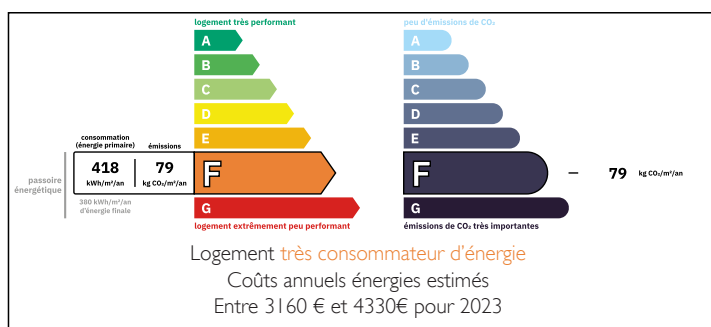 logement très performant
A
B
C
D
E
consommation
(énergie primaire)
émissions
passoire
énergétique
418
kWh/m²/an
79
kg CO₂/m²/an
F
380 kWh/m²/an
d'énergie finale
G
logement extrêmement peu performant
peu d'émissions de CO₂
A
B
C
D
E
F
79 kg CO₂/m²/an
G
émissions de CO₂ très importantes
Logement très consommateur d'énergie
Coûts annuels énergies estimés
Entre 3160 € et 4330€ pour 2023